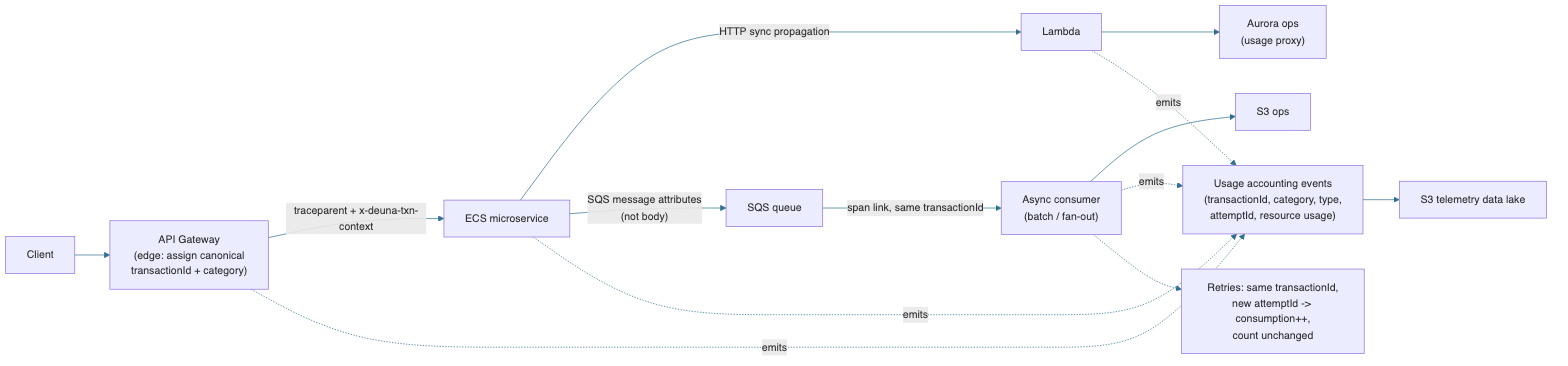 Client
API Gateway
(edge: assign canonical
transactionId + category)
traceparent + x-deuna-txn-
context
ECS microservice
HTTP sync propagation
Lambda
Aurora ops
(usage proxy)
emits
S3 ops
SQS message attributes
(not body)
SQS queue
span link, same transactionId
Async consumer
(batch / fan-out)
emits
Usage accounting events
(transactionId, category, type,
attemptId, resource usage)
S3 telemetry data lake
Retries: same transactionId,
new attemptId ->
consumption++,
count unchanged
emits
emits